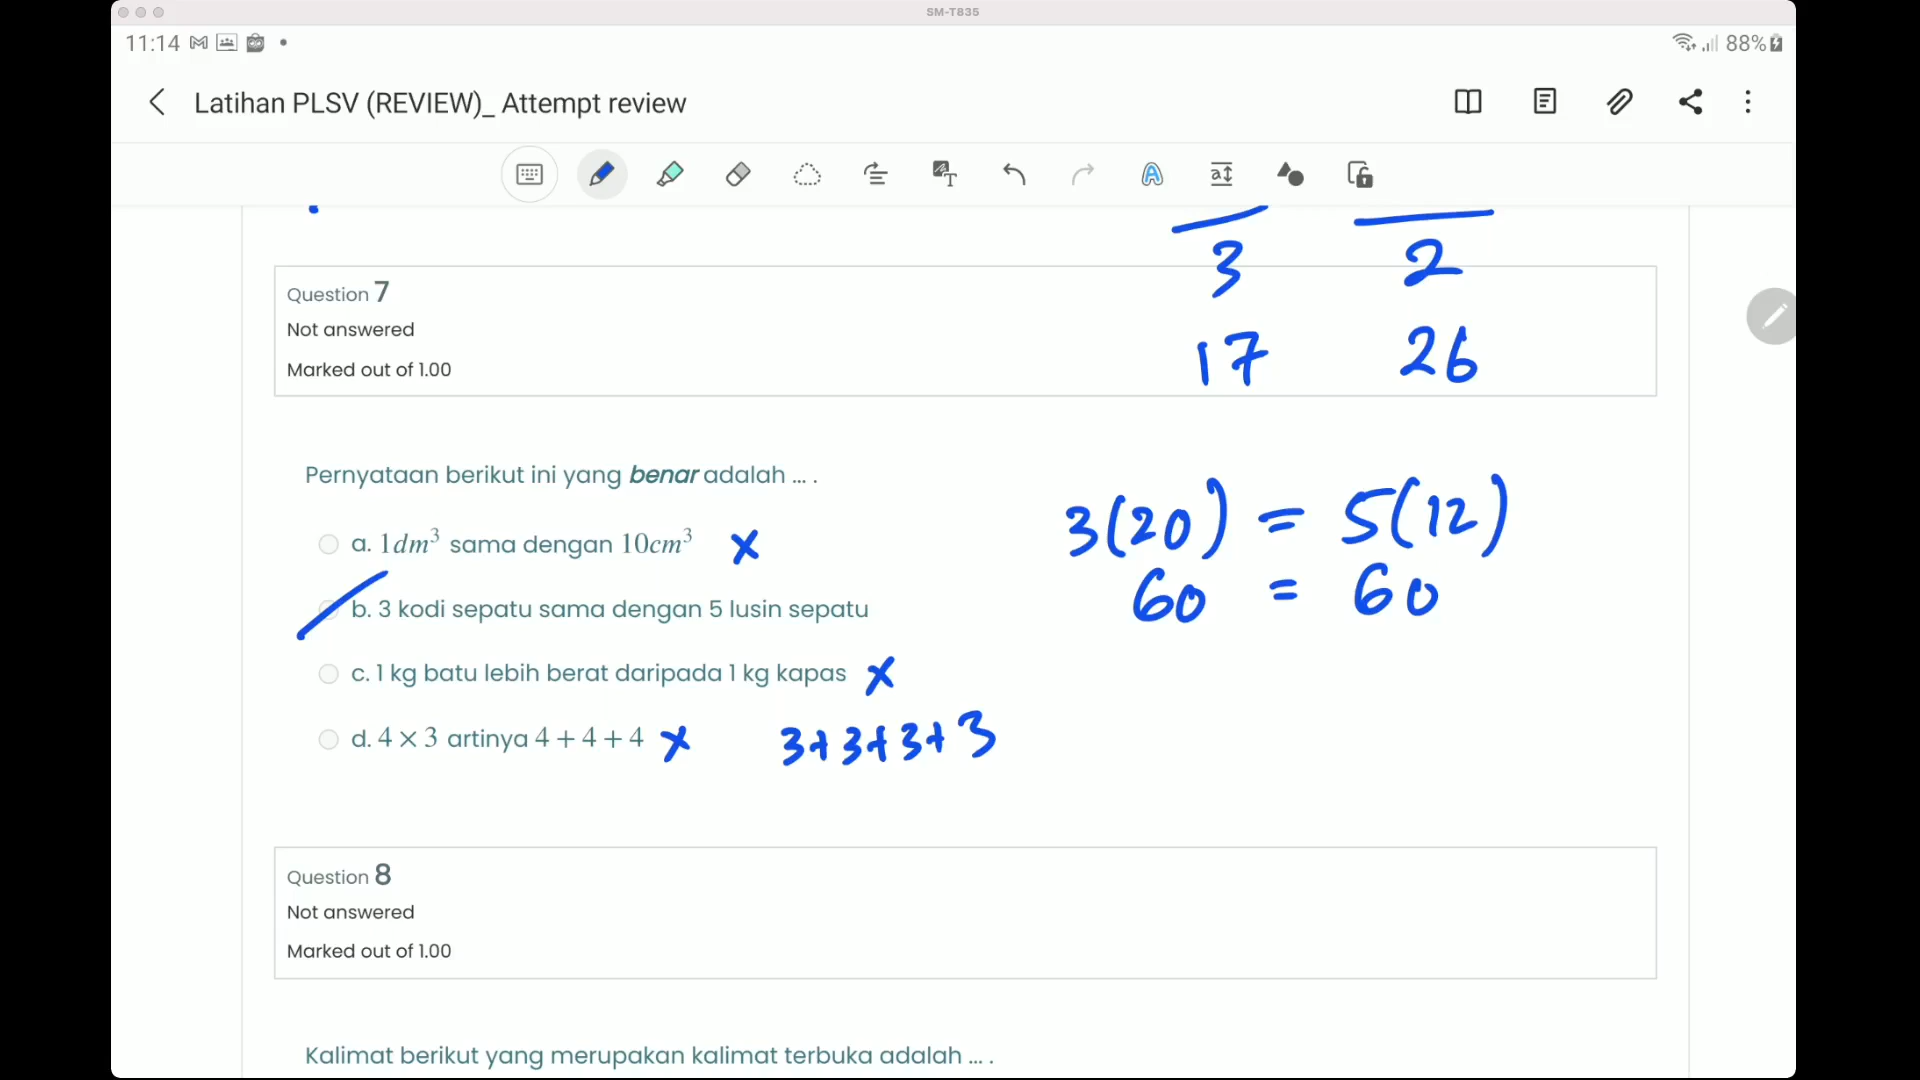 SM-T835
11:14
88%
Latihan PLSV (REVIEW)_ Attempt review
3 2
Question 7
Not answered
17 26
Marked out of 1.00
Pernyataan berikut ini yang benar adalah ... .
3(20) = 5(12)
a. 1dm³ sama dengan 10cm³ x
60 = 60
b. 3 kodi sepatu sama dengan 5 lusin sepatu
c. 1 kg batu lebih berat daripada 1 kg kapas x
d. 4 × 3 artinya 4 + 4 + 4 x 3+3+3+3
Question 8
Not answered
Marked out of 1.00
Kalimat berikut yang merupakan kalimat terbuka adalah ... .